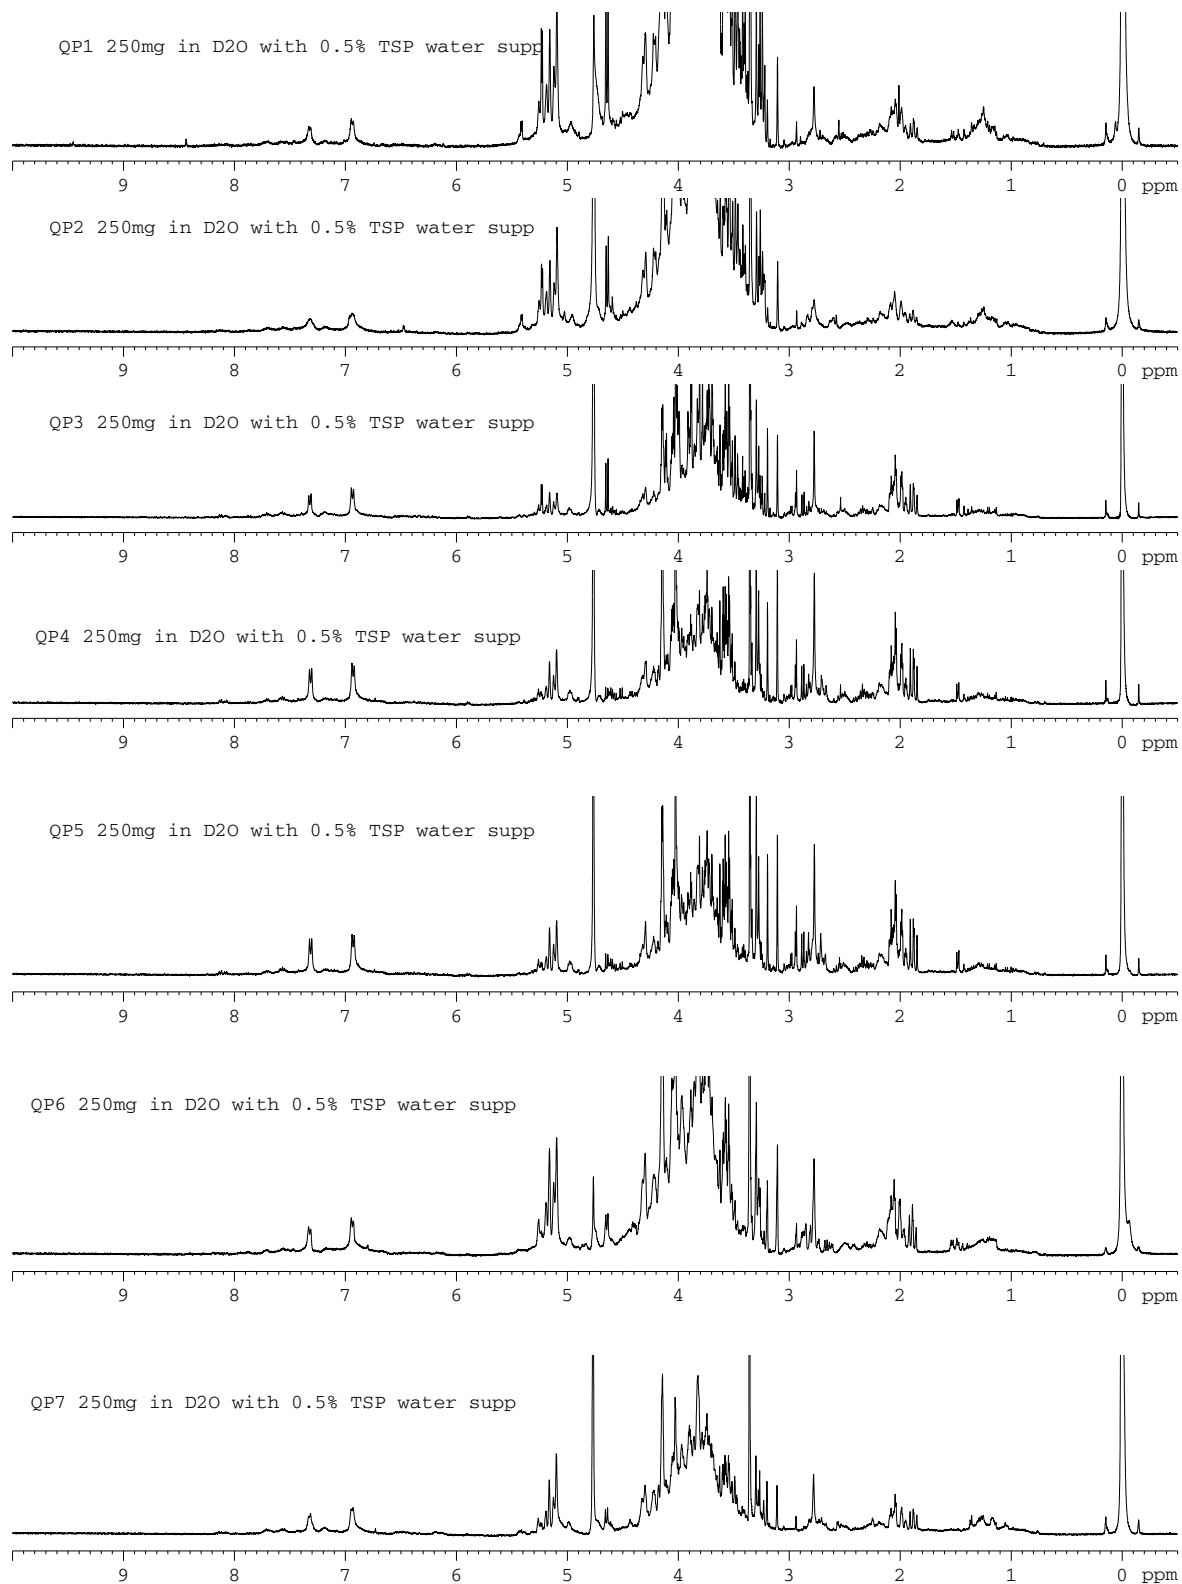 QP1 250mg in D2O with 0.5% TSP water supp
9 8 7 6 5 4 3 2 1 0 ppm
QP2 250mg in D2O with 0.5% TSP water supp
9 8 7 6 5 4 3 2 1 0 ppm
QP3 250mg in D2O with 0.5% TSP water supp
9 8 7 6 5 4 3 2 1 0 ppm
QP4 250mg in D2O with 0.5% TSP water supp
9 8 7 6 5 4 3 2 1 0 ppm
QP5 250mg in D2O with 0.5% TSP water supp
9 8 7 6 5 4 3 2 1 0 ppm
QP6 250mg in D2O with 0.5% TSP water supp
9 8 7 6 5 4 3 2 1 0 ppm
QP7 250mg in D2O with 0.5% TSP water supp
9 8 7 6 5 4 3 2 1 0 ppm